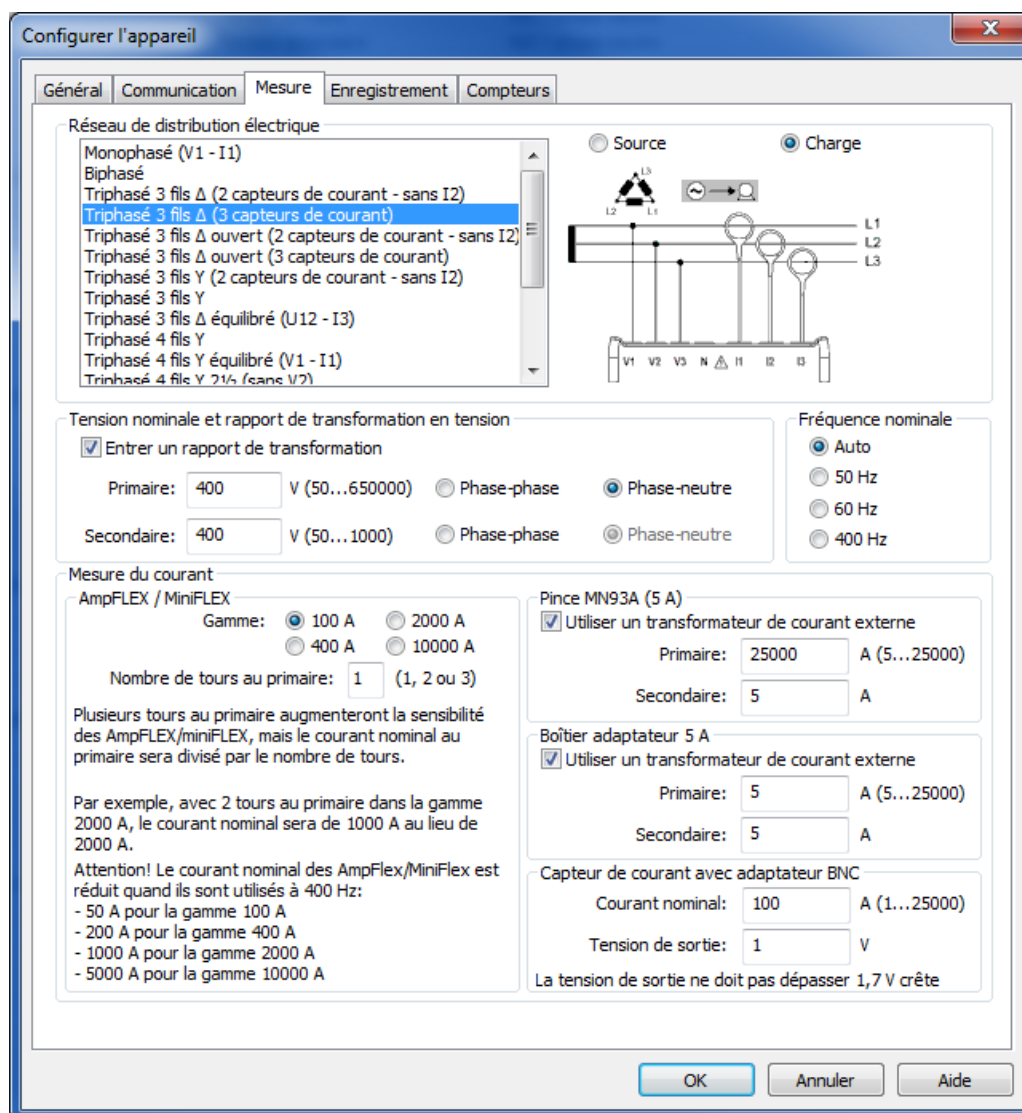 Configurer l'appareil
X
Général Communication Mesure Enregistrement Compteurs
Réseau de distribution électrique
Monophasé (V1 - I1)
Biphasé
Triphasé 3 fils Δ (2 capteurs de courant - sans I2)
Triphasé 3 fils Δ (3 capteurs de courant)
Triphasé 3 fils Δ ouvert (2 capteurs de courant - sans I2)
Triphasé 3 fils Δ ouvert (3 capteurs de courant)
Triphasé 3 fils Y (2 capteurs de courant - sans I2)
Triphasé 3 fils Y
Triphasé 3 fils Δ équilibré (U12 - I3)
Triphasé 4 fils Y
Triphasé 4 fils Y équilibré (V1 - I1)
Triphasé 4 fils Y 2½ (sans V2)
Source Charge
L3
L2 L1
L1
L2
L3
V1 V2 V3 N I1 I2 I3
Tension nominale et rapport de transformation en tension
Entrer un rapport de transformation
Primaire: 400 V (50...650000) Phase-phase Phase-neutre
Secondaire: 400 V (50...1000) Phase-phase Phase-neutre
Fréquence nominale
Auto
50 Hz
60 Hz
400 Hz
Mesure du courant
AmpFLEX / MiniFLEX
Gamme: 100 A 2000 A
400 A 10000 A
Nombre de tours au primaire: 1 (1, 2 ou 3)
Plusieurs tours au primaire augmenteront la sensibilité
des AmpFLEX/miniFLEX, mais le courant nominal au
primaire sera divisé par le nombre de tours.
Par exemple, avec 2 tours au primaire dans la gamme
2000 A, le courant nominal sera de 1000 A au lieu de
2000 A.
Attention! Le courant nominal des AmpFlex/MiniFlex est
réduit quand ils sont utilisés à 400 Hz:
- 50 A pour la gamme 100 A
- 200 A pour la gamme 400 A
- 1000 A pour la gamme 2000 A
- 5000 A pour la gamme 10000 A
Pince MN93A (5 A)
Utiliser un transformateur de courant externe
Primaire: 25000 A (5...25000)
Secondaire: 5 A
Boîtier adaptateur 5 A
Utiliser un transformateur de courant externe
Primaire: 5 A (5...25000)
Secondaire: 5 A
Capteur de courant avec adaptateur BNC
Courant nominal: 100 A (1...25000)
Tension de sortie: 1 V
La tension de sortie ne doit pas dépasser 1,7 V crête
OK Annuler Aide